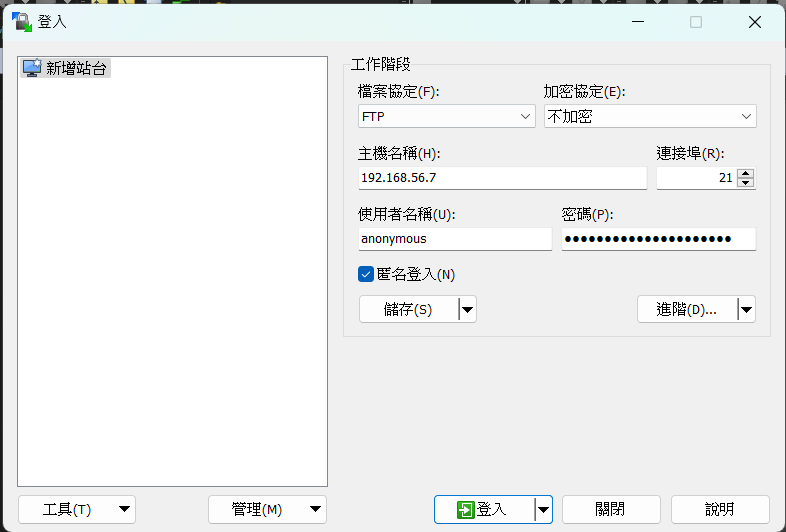 登入
新增站台
工作階段
檔案協定(F):
加密協定(E):
FTP
不加密
主機名稱(H):
連接埠(R):
192.168.56.7
21
使用者名稱(U):
密碼(P):
anonymous
●●●●●●●●●●●●●●●●●●●●●
匿名登入(N)
儲存(S)
進階(D)...
工具(T)
管理(M)
登入
關閉
說明